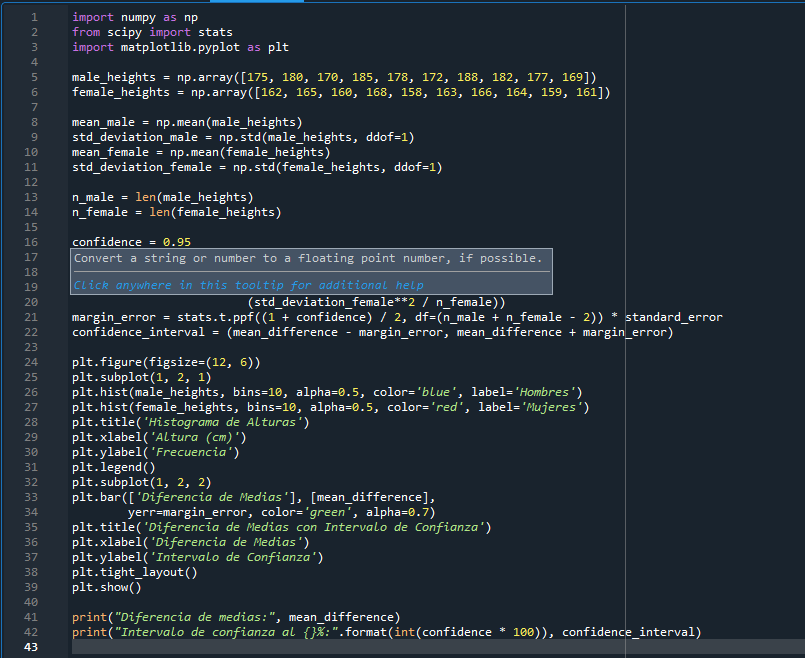 1 import numpy as np
2 from scipy import stats
3 import matplotlib.pyplot as plt
4
5 male_heights = np.array([175, 180, 170, 185, 178, 172, 188, 182, 177, 169])
6 female_heights = np.array([162, 165, 160, 168, 158, 163, 166, 164, 159, 161])
7
8 mean_male = np.mean(male_heights)
9 std_deviation_male = np.std(male_heights, ddof=1)
10 mean_female = np.mean(female_heights)
11 std_deviation_female = np.std(female_heights, ddof=1)
12
13 n_male = len(male_heights)
14 n_female = len(female_heights)
15
16 confidence = 0.95
17 Convert a string or number to a floating point number, if possible.
18
19 Click anywhere in this tooltip for additional help
20 (std_deviation_female**2 / n_female))
21 margin_error = stats.t.ppf((1 + confidence) / 2, df=(n_male + n_female - 2)) * standard_error
22 confidence_interval = (mean_difference - margin_error, mean_difference + margin_error)
23
24 plt.figure(figsize=(12, 6))
25 plt.subplot(1, 2, 1)
26 plt.hist(male_heights, bins=10, alpha=0.5, color='blue', label='Hombres')
27 plt.hist(female_heights, bins=10, alpha=0.5, color='red', label='Mujeres')
28 plt.title('Histograma de Alturas')
29 plt.xlabel('Altura (cm)')
30 plt.ylabel('Frecuencia')
31 plt.legend()
32 plt.subplot(1, 2, 2)
33 plt.bar(['Diferencia de Medias'], [mean_difference],
34 yerr=margin_error, color='green', alpha=0.7)
35 plt.title('Diferencia de Medias con Intervalo de Confianza')
36 plt.xlabel('Diferencia de Medias')
37 plt.ylabel('Intervalo de Confianza')
38 plt.tight_layout()
39 plt.show()
40
41 print("Diferencia de medias:", mean_difference)
42 print("Intervalo de confianza al {}%:".format(int(confidence * 100)), confidence_interval)
43